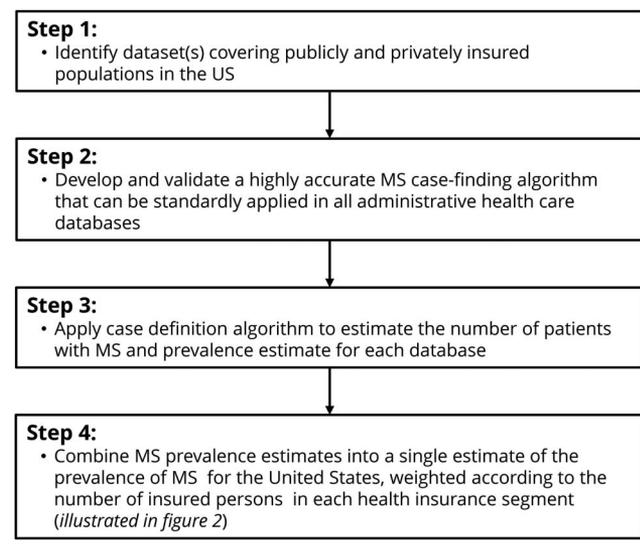 Step 1:
• Identify dataset(s) covering publicly and privately insured
populations in the US
Step 2:
• Develop and validate a highly accurate MS case-finding algorithm
that can be standardly applied in all administrative health care
databases
Step 3:
• Apply case definition algorithm to estimate the number of patients
with MS and prevalence estimate for each database
Step 4:
• Combine MS prevalence estimates into a single estimate of the
prevalence of MS for the United States, weighted according to the
number of insured persons in each health insurance segment
(illustrated in figure 2)